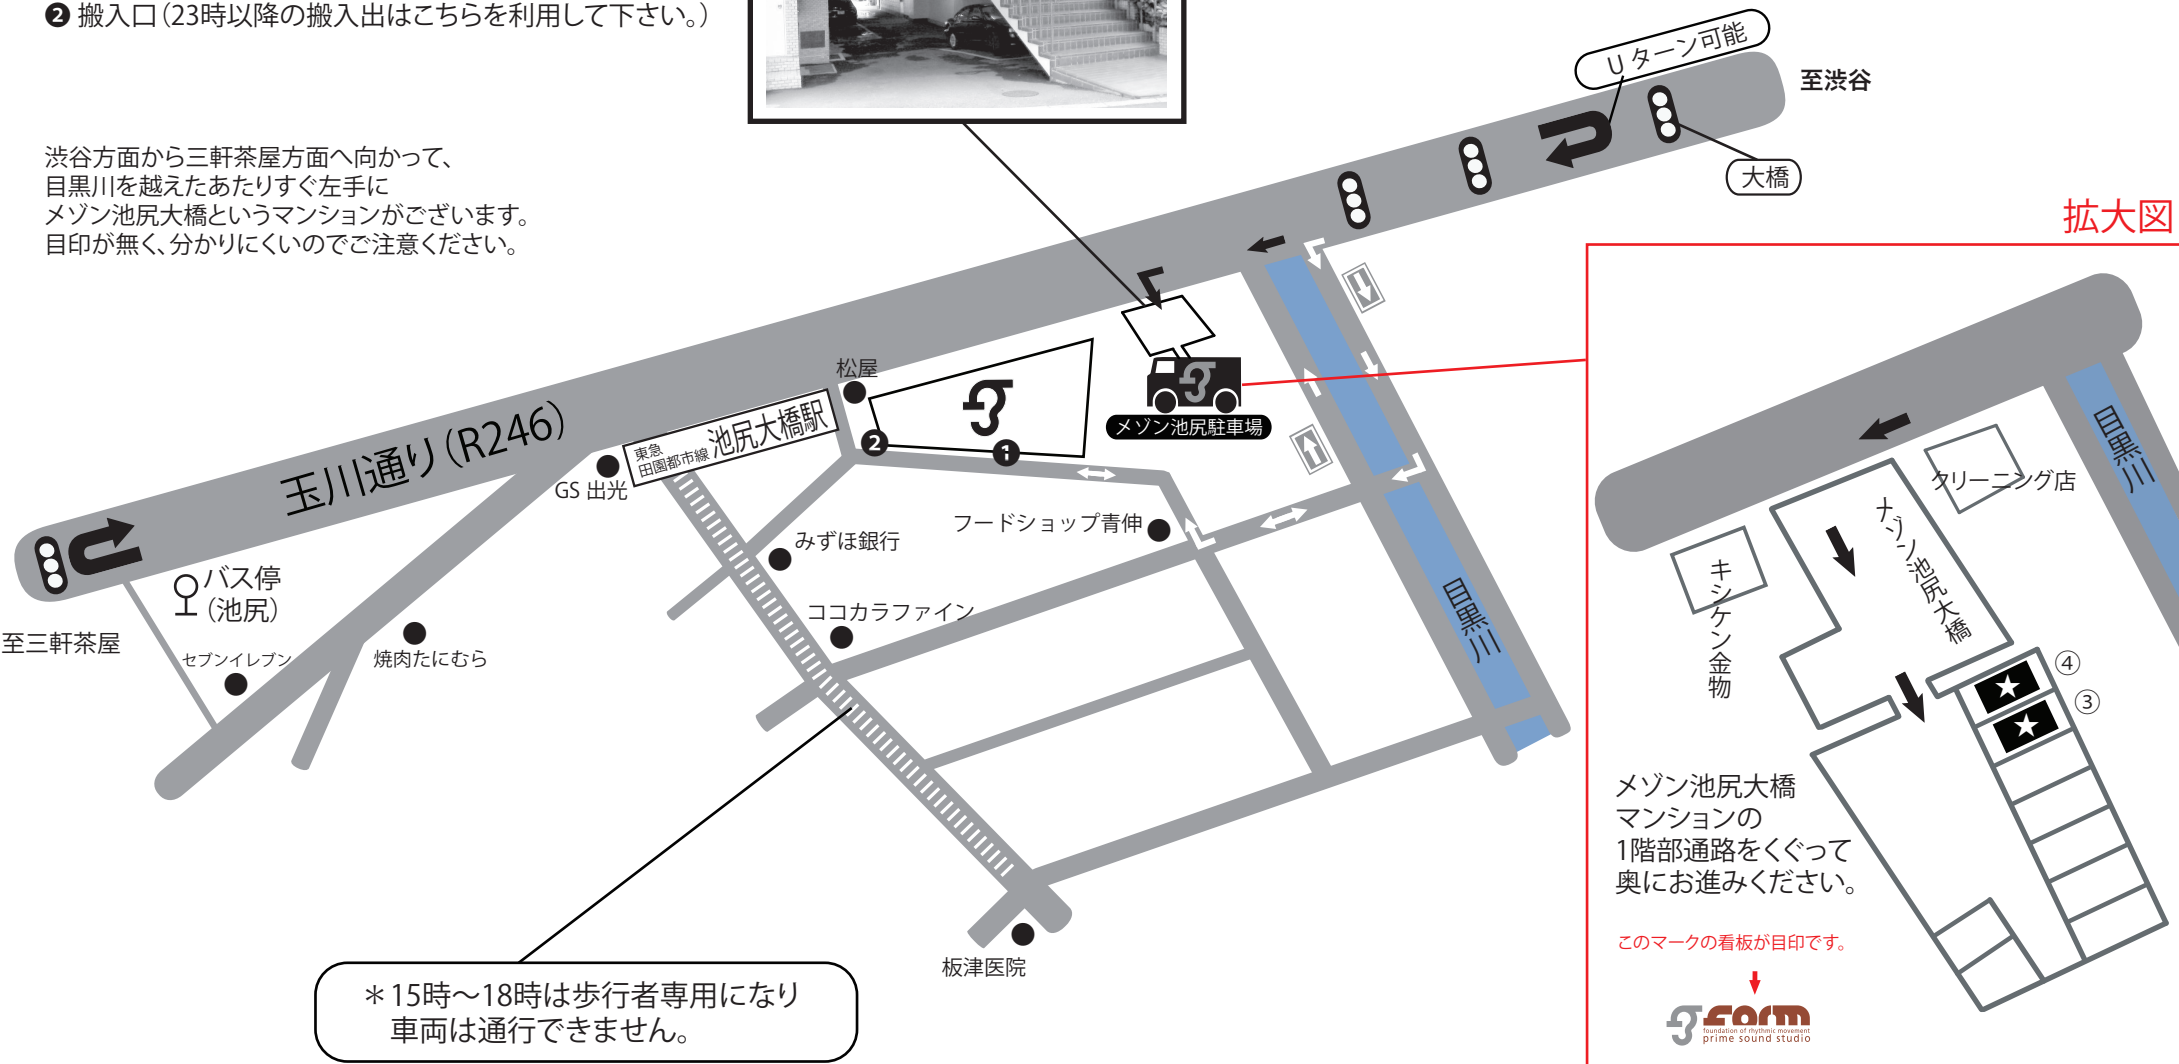 ❷ 搬入口（23時以降の搬入出はこちらを利用して下さい。）
渋谷方面から三軒茶屋方面へ向かって、
目黒川を越えたあたりすぐ左手に
メゾン池尻大橋というマンションがございます。
目印が無く、分かりにくいのでご注意ください。
Uターン可能
至渋谷
大橋
拡大図
松屋
東急
田園都市線 池尻大橋駅
❷
❶
メゾン池尻駐車場
玉川通り（R246）
GS 出光
みずほ銀行
フードショップ青伸
ココカラファイン
目黒川
バス停
（池尻）
至三軒茶屋
セブンイレブン
焼肉たにむら
板津医院
＊15時〜18時は歩行者専用になり
車両は通行できません。
目黒川
クリーニング店
メゾン池尻大橋
キシケン金物
④
③
メゾン池尻大橋
マンションの
1階部通路をくぐって
奥にお進みください。
このマークの看板が目印です。
form
foundation of rhythmic movement
prime sound studio